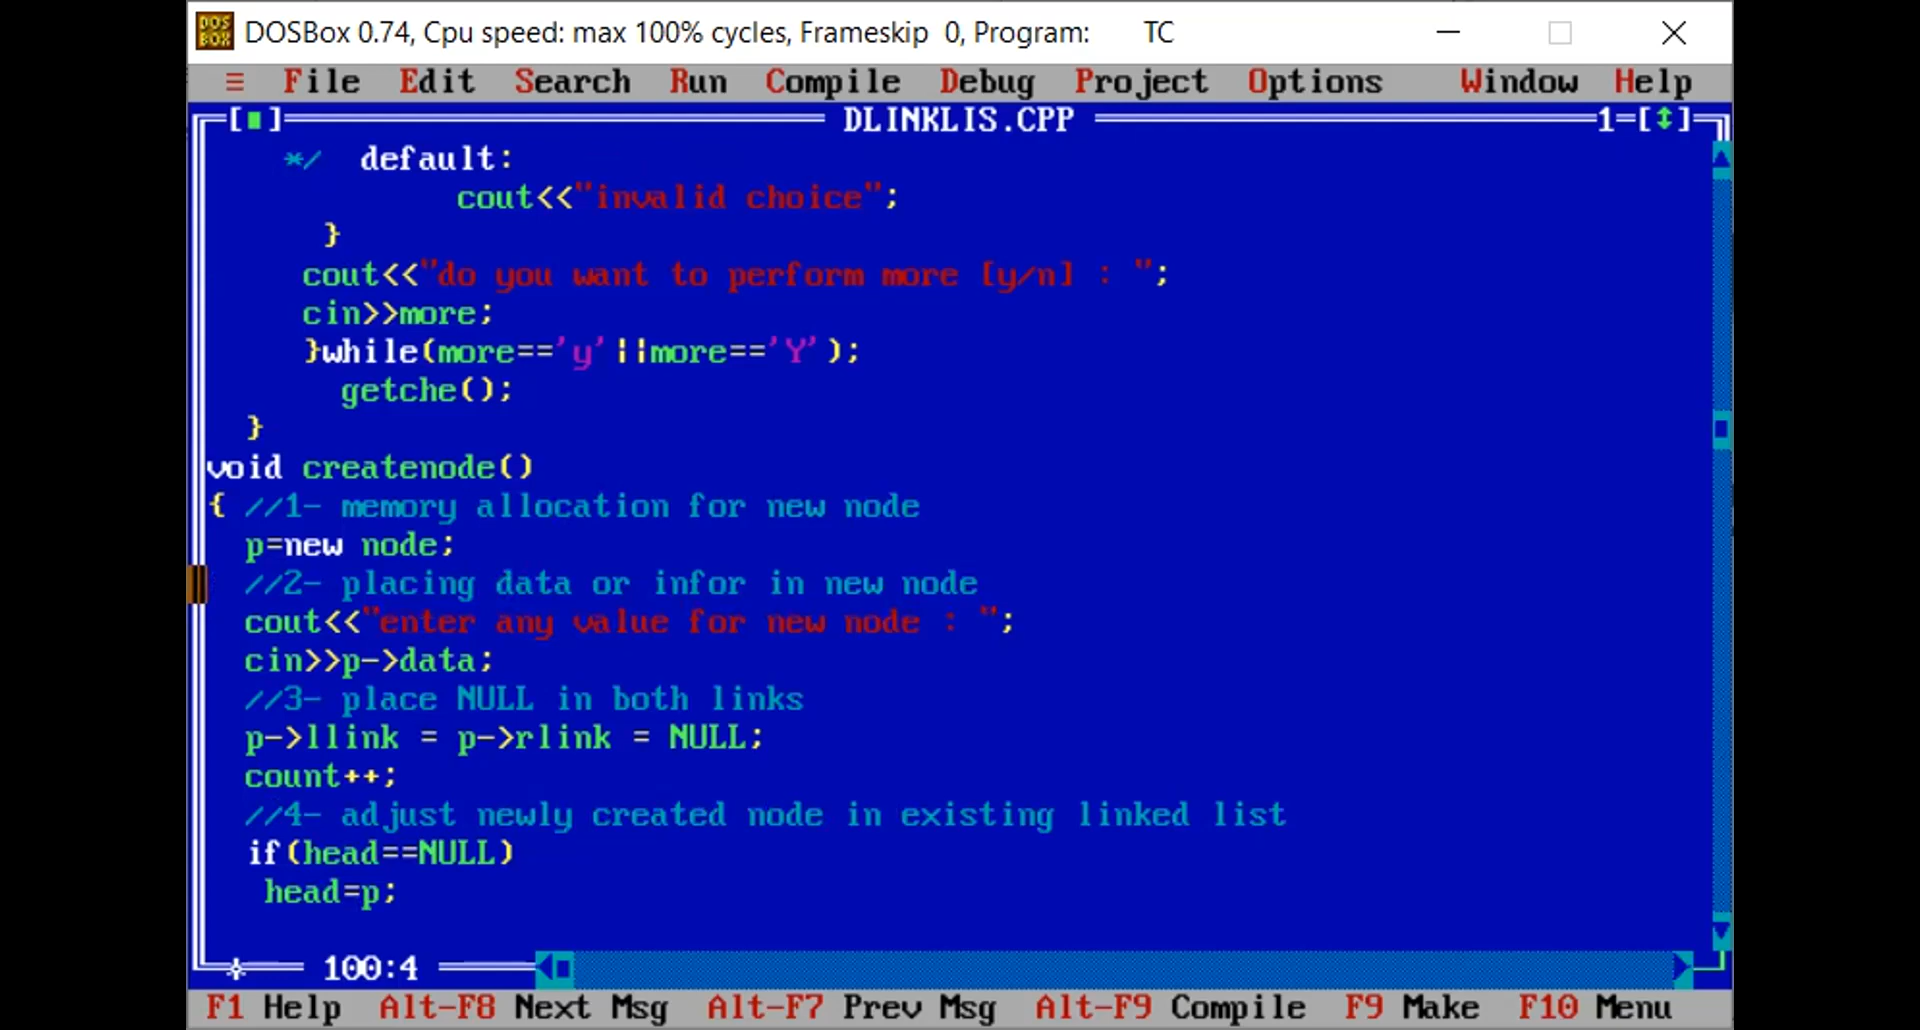 DOS BOX DOSBox 0.74, Cpu speed: max 100% cycles, Frameskip 0, Program: TC
≡ File Edit Search Run Compile Debug Project Options Window Help
[■] DLINKLIS.CPP 1=[↕]
*/ default:
cout<<"invalid choice";
}
cout<<"do you want to perform more [y/n] : ";
cin>>more;
}while(more=='y'||more=='Y');
getche();
}
void createnode()
{ //1- memory allocation for new node
p=new node;
//2- placing data or infor in new node
cout<<"enter any value for new node : ";
cin>>p->data;
//3- place NULL in both links
p->llink = p->rlink = NULL;
count++;
//4- adjust newly created node in existing linked list
if(head==NULL)
head=p;
100:4
F1 Help Alt-F8 Next Msg Alt-F7 Prev Msg Alt-F9 Compile F9 Make F10 Menu